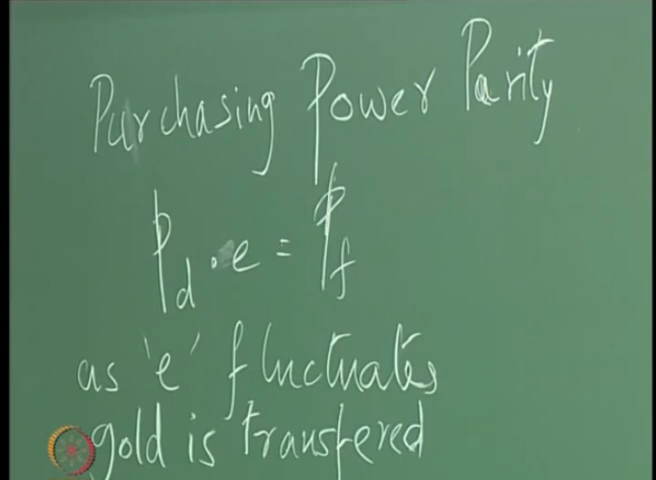 Purchasing Power Parity
Pd · e = Pf
as 'e' fluctuates
gold is transfered